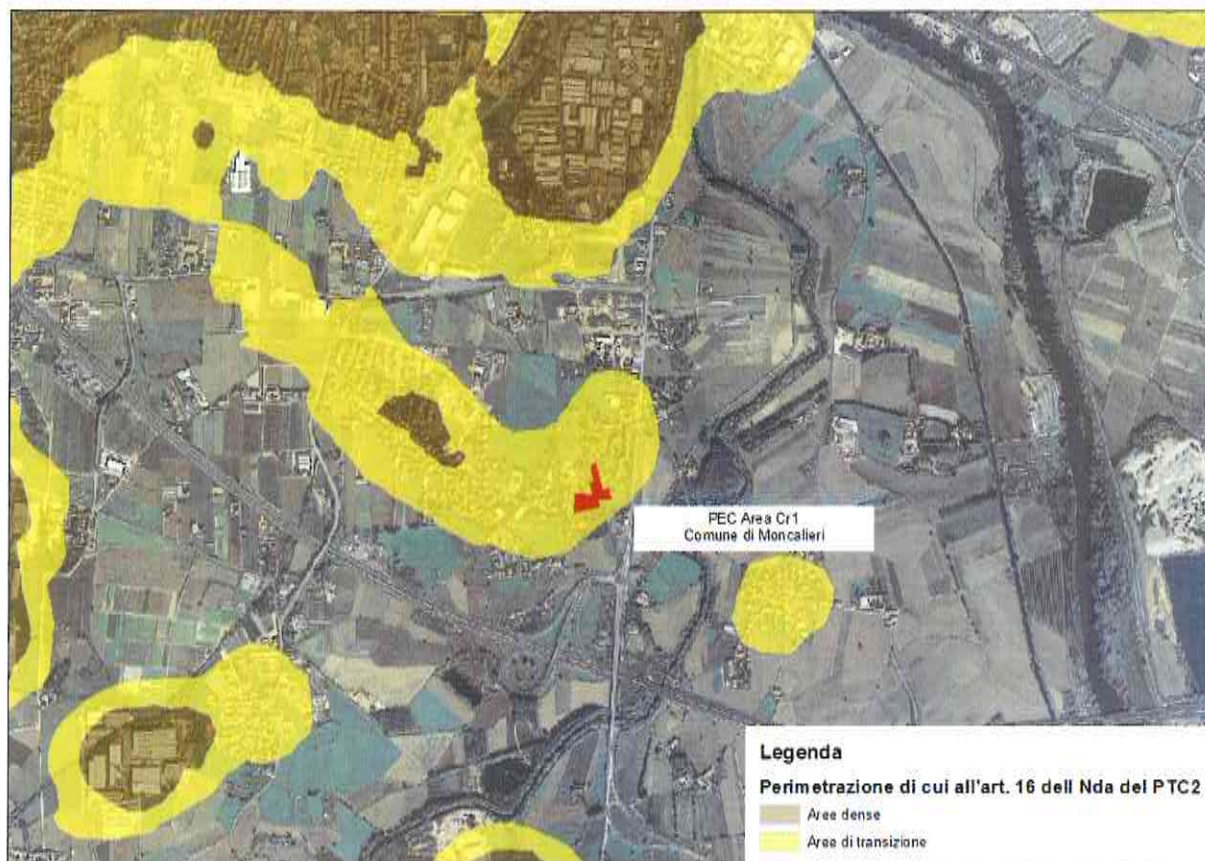 PEC Area Cr1
Comune di Moncalieri
Legenda
Perimetrazione di cui all'art. 16 dell Nda del PTC2
Aree dense
Aree di transizione